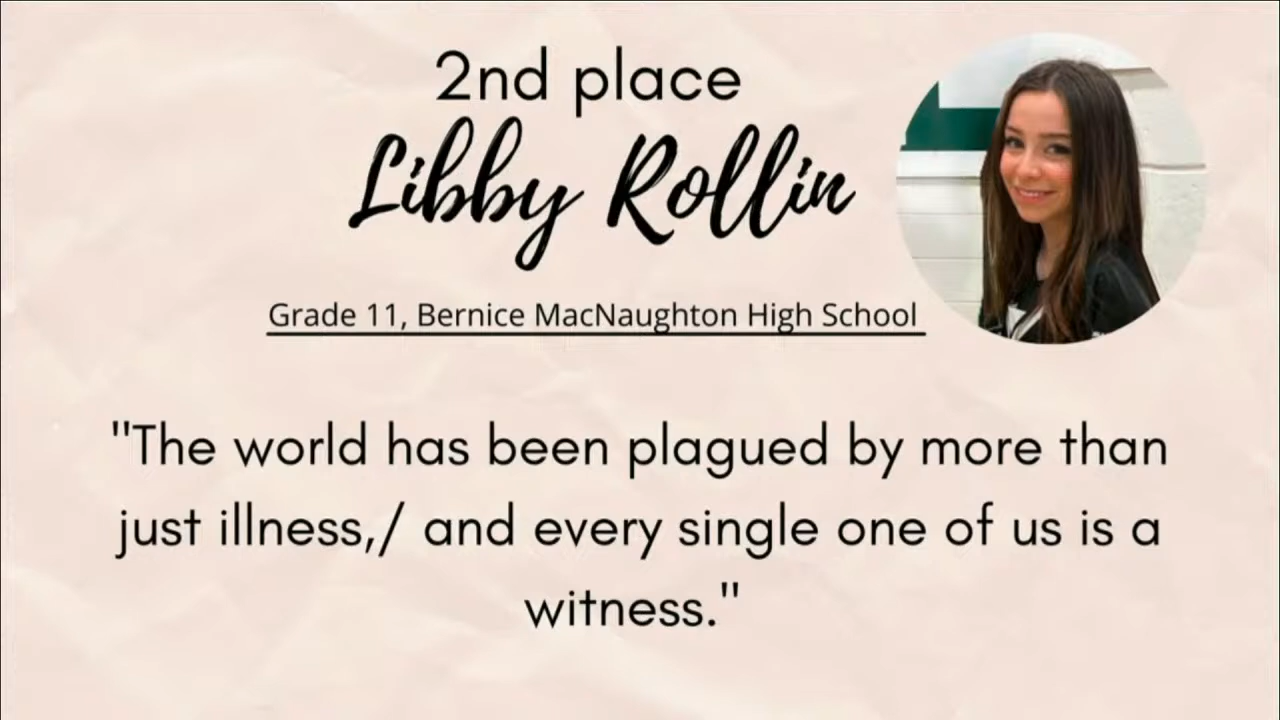 2nd place
Libby Rollin
Grade 11, Bernice MacNaughton High School
"The world has been plagued by more than
just illness,/ and every single one of us is a
witness."